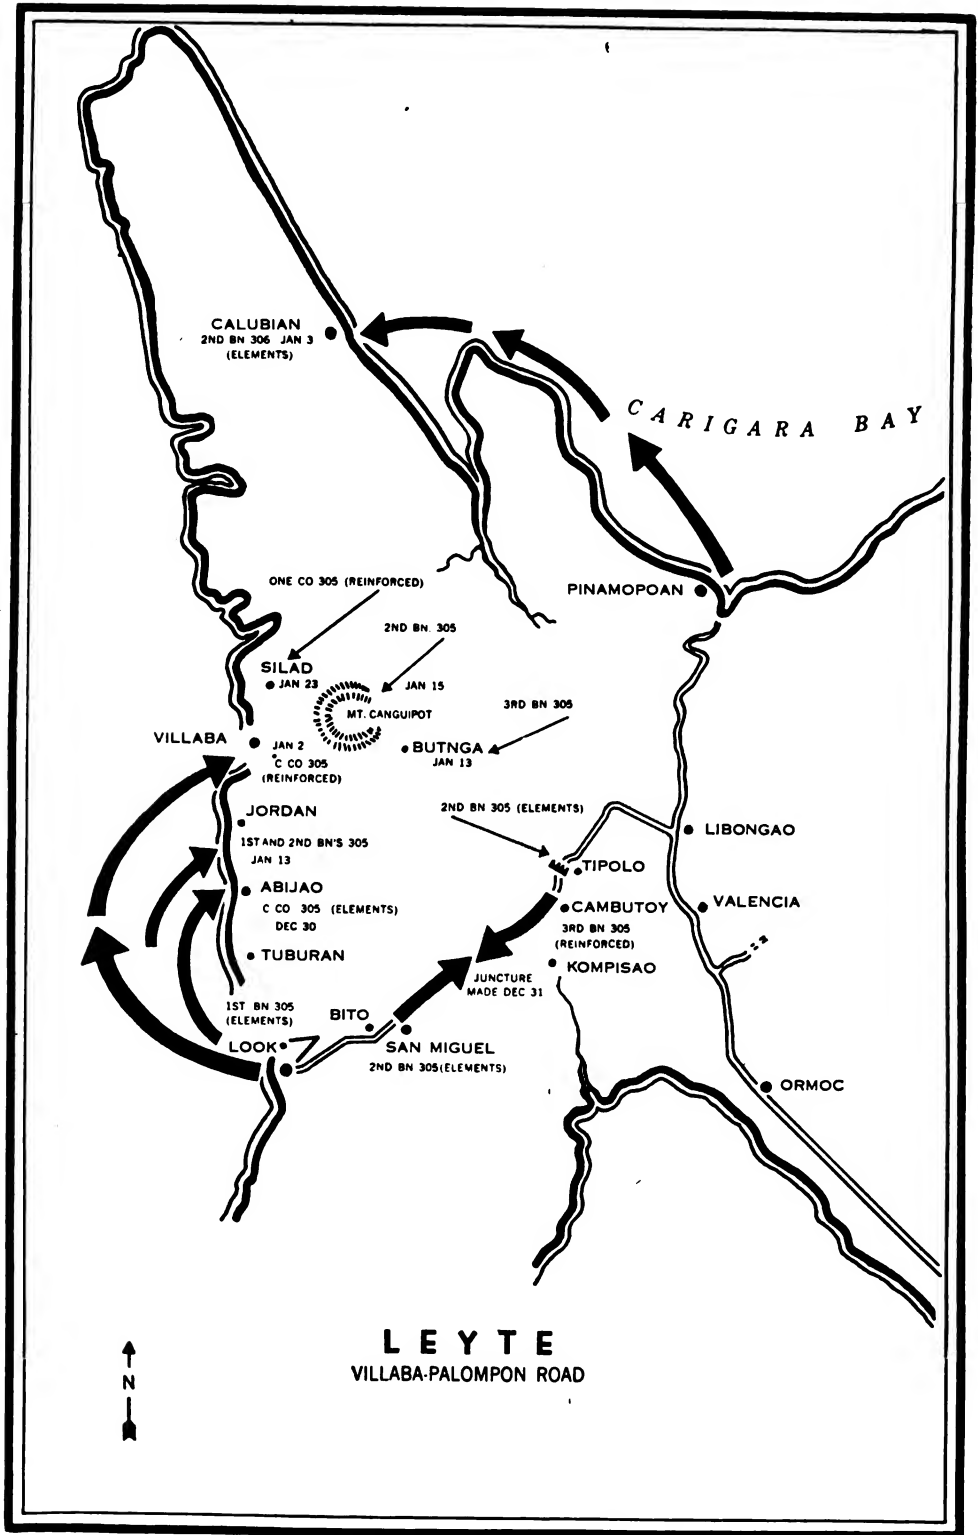 CALUBIAN
2ND BN 306 JAN 3
(ELEMENTS)
CARIGARA BAY
ONE CO 305 (REINFORCED)
PINAMOPOAN
2ND BN. 305
SILAD
JAN 23
JAN 15
MT. CANGUIPOT
3RD BN 305
VILLABA
JAN 2
C CO 305
(REINFORCED)
BUTNGA
JAN 13
2ND BN 305 (ELEMENTS)
JORDAN
1ST AND 2ND BN'S 305
JAN 13
LIBONGAO
TIPOLO
ABIJAO
C CO 305 (ELEMENTS)
DEC 30
CAMBUTOY
3RD BN 305
(REINFORCED)
VALENCIA
TUBURAN
KOMPISAO
JUNCTURE
MADE DEC 31
1ST BN 305
(ELEMENTS)
LOOK
BITO
SAN MIGUEL
2ND BN 305 (ELEMENTS)
ORMOC
LEYTE
VILLABA-PALOMPON ROAD
N